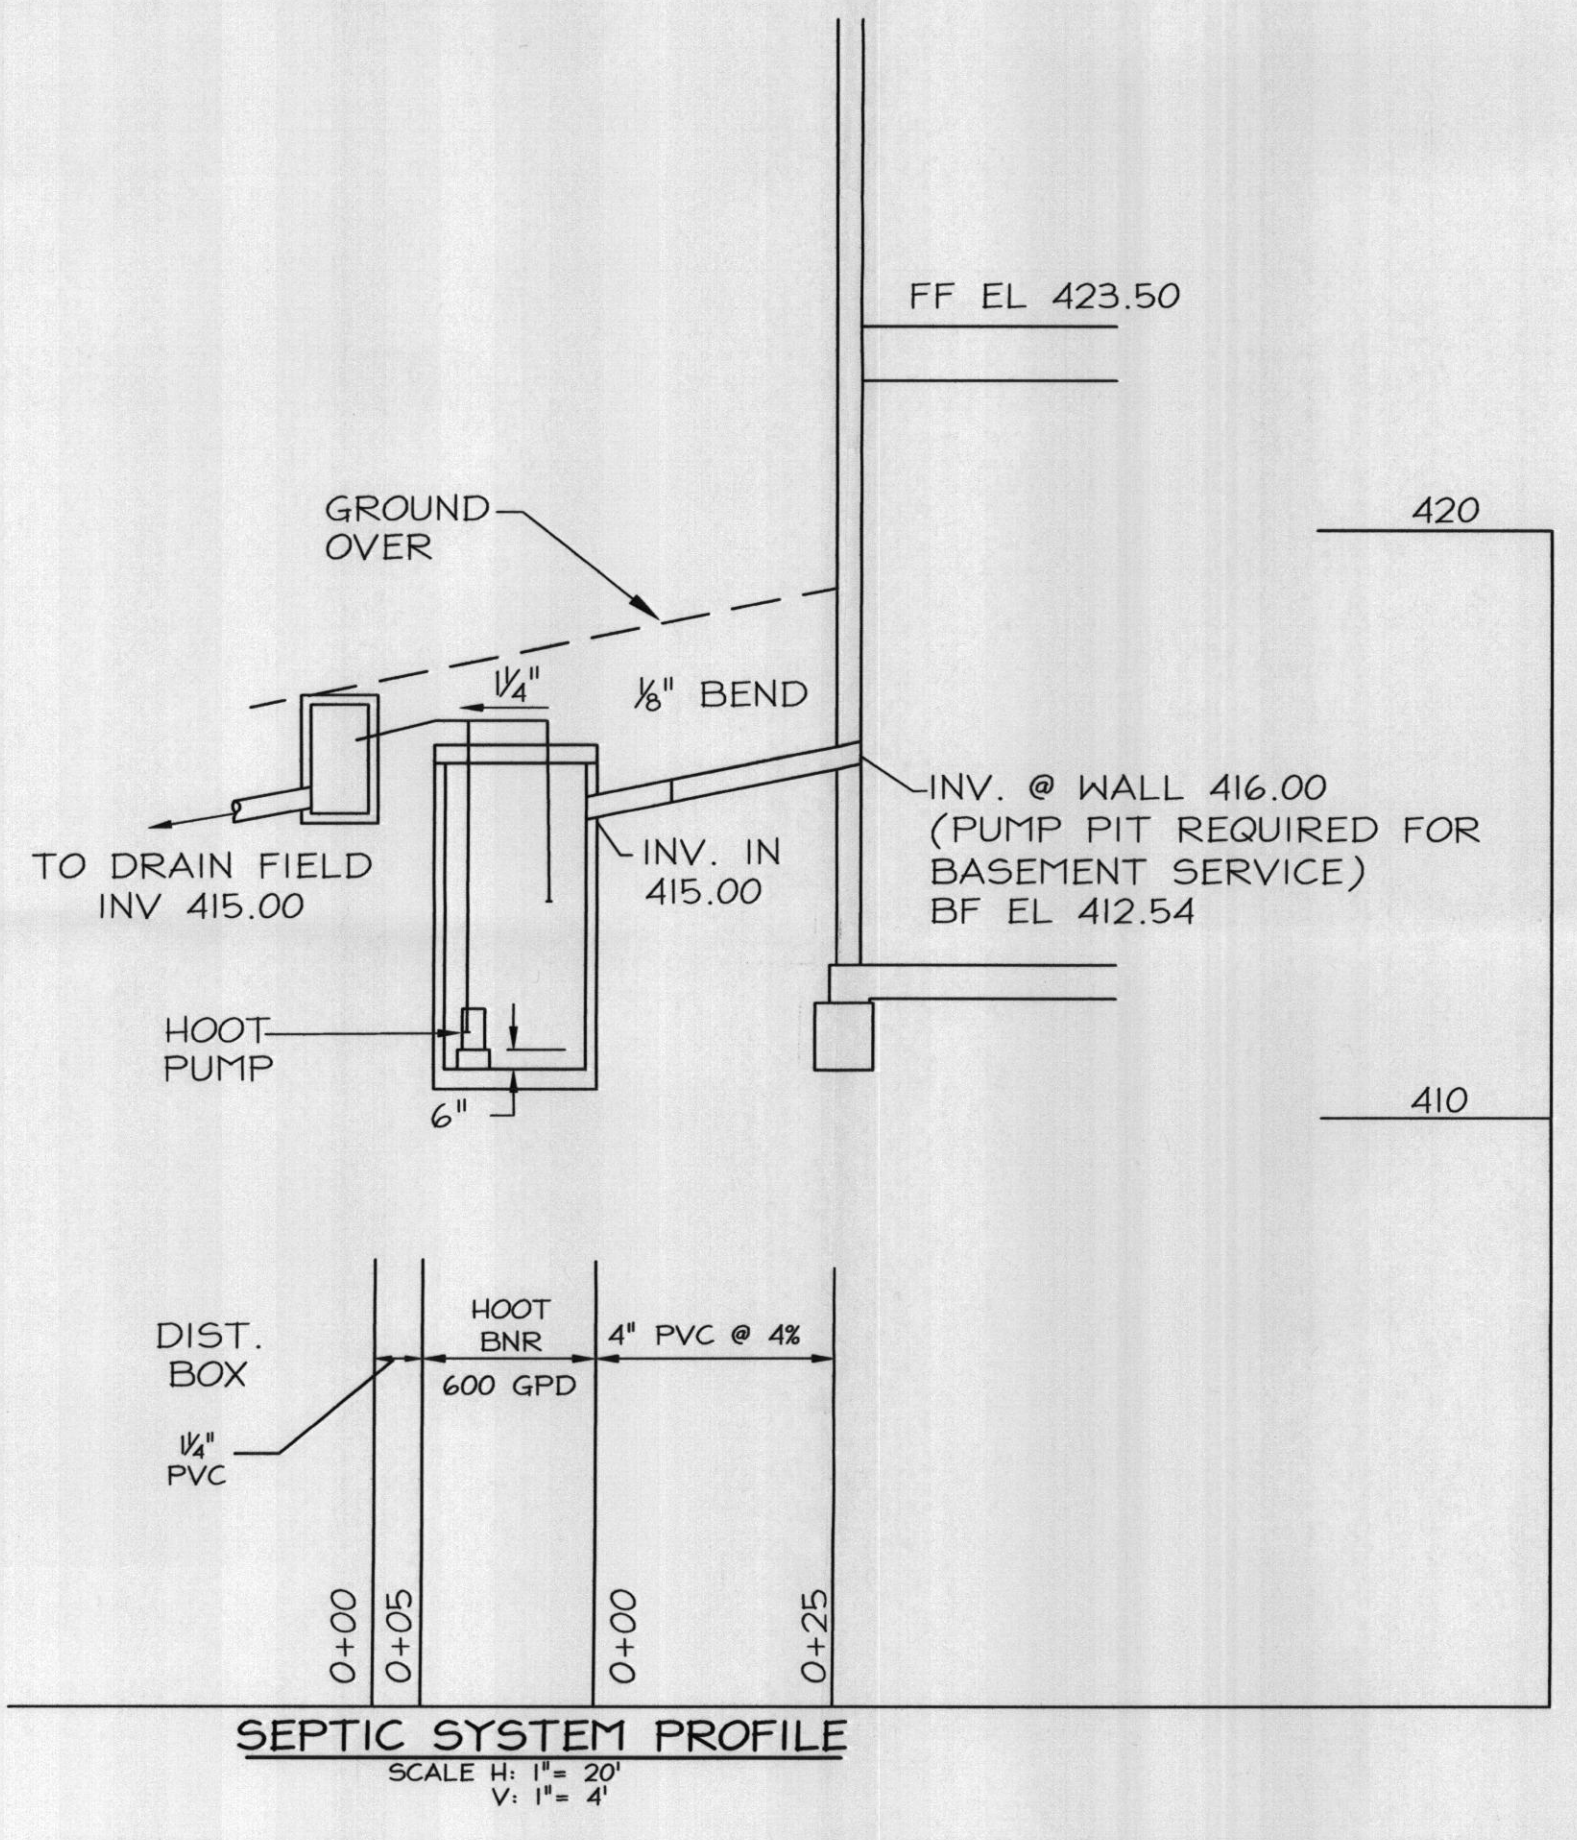 FF EL 423.50
GROUND
OVER
420
1 1/4"
1/8" BEND
INV. @ WALL 416.00
(PUMP PIT REQUIRED FOR
BASEMENT SERVICE)
BF EL 412.54
INV. IN
415.00
TO DRAIN FIELD
INV 415.00
HOOT
PUMP
6"
410
DIST.
BOX
HOOT
BNR
600 GPD
4" PVC @ 4%
1 1/4"
PVC
0+00
0+05
0+00
0+25
SEPTIC SYSTEM PROFILE
SCALE H: 1"= 20'
V: 1"= 4'